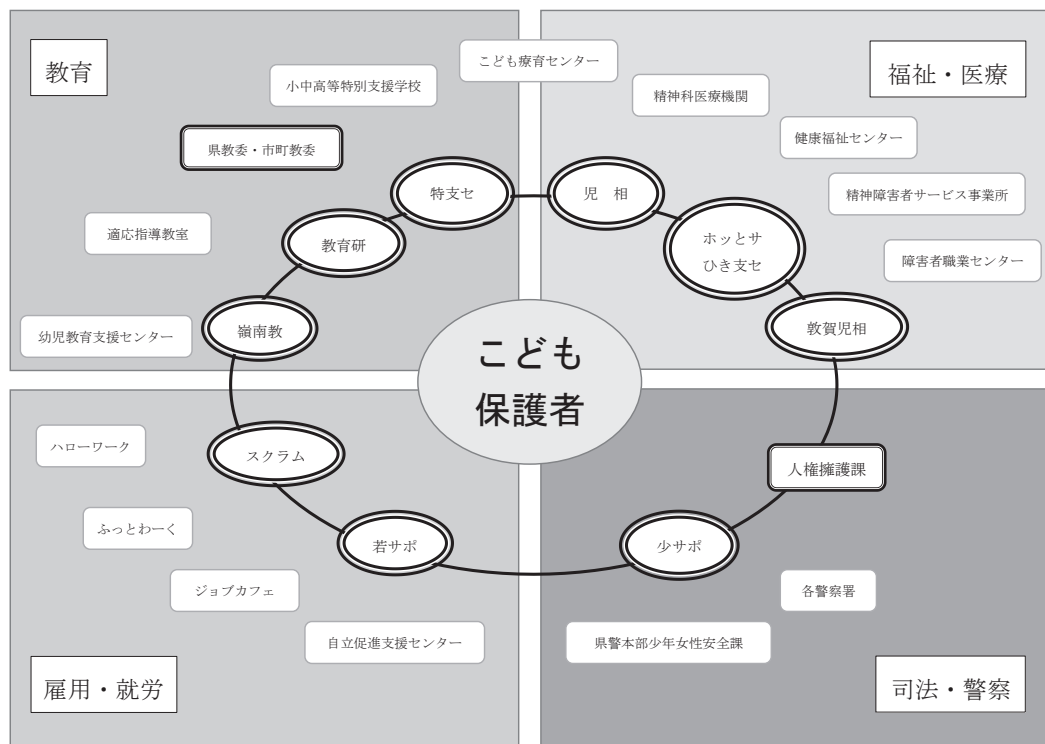 教育
こども療育センター
小中高等特別支援学校
県教委・市町教委
特支セ
適応指導教室
教育研
幼児教育支援センター
嶺南教
福祉・医療
精神科医療機関
健康福祉センター
児　相
精神障害者サービス事業所
ホッとサ
ひき支セ
障害者職業センター
敦賀児相
こども
保護者
ハローワーク
スクラム
ふっとわーく
若サポ
ジョブカフェ
自立促進支援センター
雇用・就労
人権擁護課
少サポ
各警察署
県警本部少年女性安全課
司法・警察